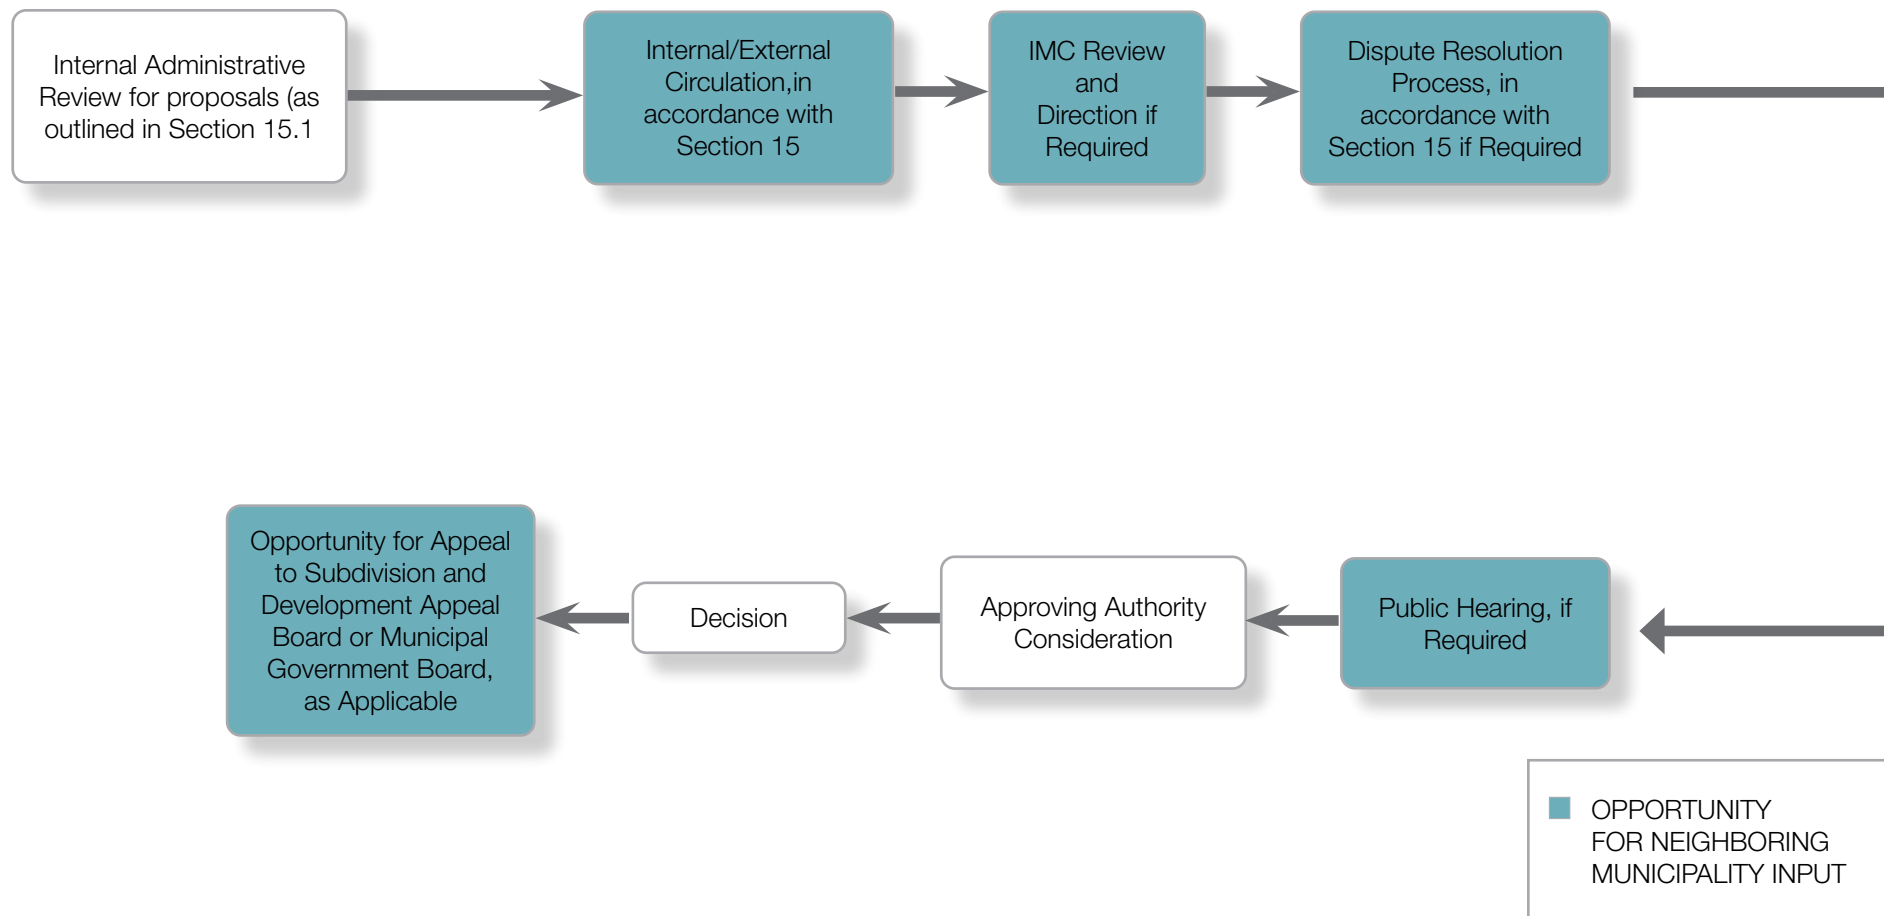 Internal Administrative
Review for proposals (as
outlined in Section 15.1
Internal/External
Circulation,in
accordance with
Section 15
IMC Review
and
Direction if
Required
Dispute Resolution
Process, in
accordance with
Section 15 if Required
Public Hearing, if
Required
Approving Authority
Consideration
Decision
Opportunity for Appeal
to Subdivision and
Development Appeal
Board or Municipal
Government Board,
as Applicable
OPPORTUNITY
FOR NEIGHBORING
MUNICIPALITY INPUT